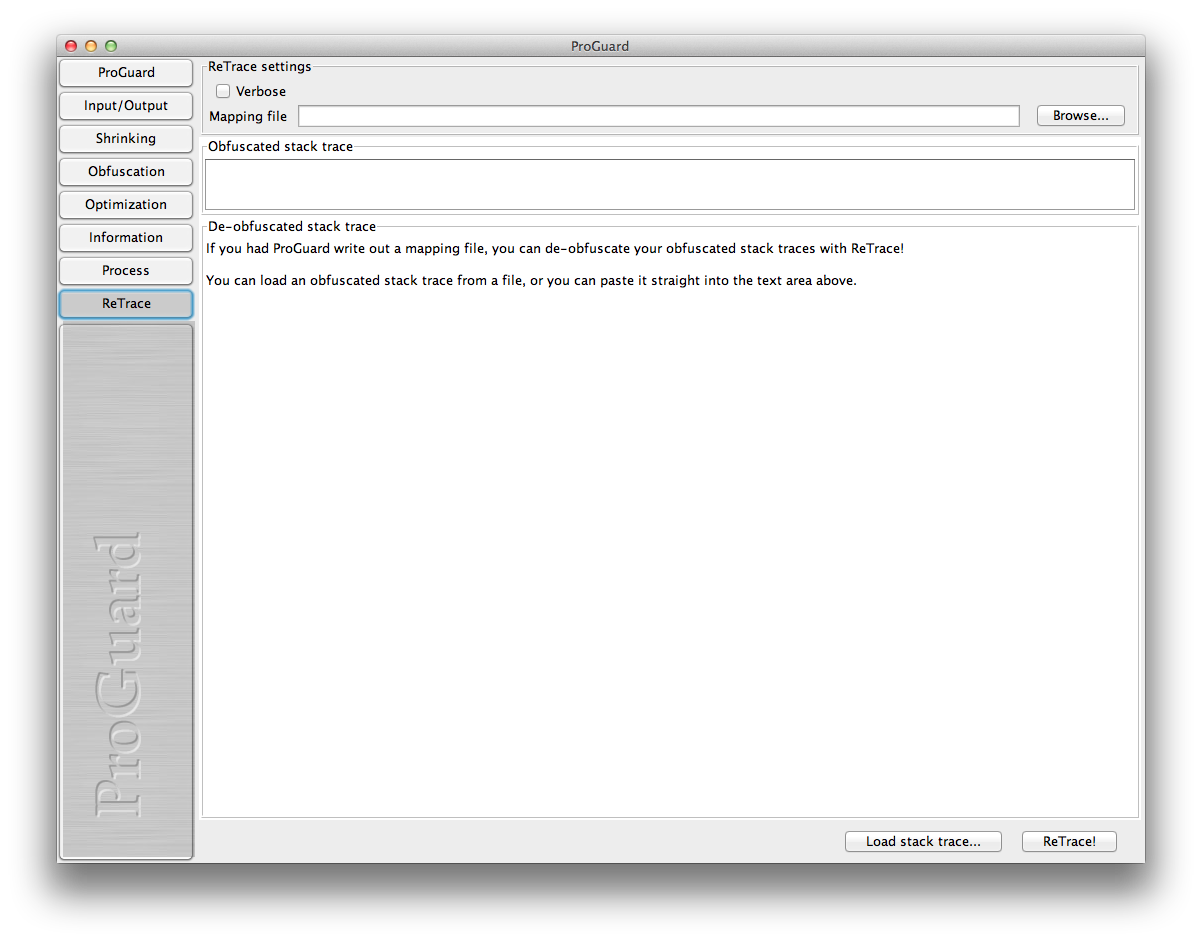 ProGuard
ProGuard
Input/Output
Shrinking
Obfuscation
Optimization
Information
Process
ReTrace
ProGuard
ReTrace settings
Verbose
Mapping file
Browse...
Obfuscated stack trace
De-obfuscated stack trace
If you had ProGuard write out a mapping file, you can de-obfuscate your obfuscated stack traces with ReTrace!
You can load an obfuscated stack trace from a file, or you can paste it straight into the text area above.
Load stack trace...
ReTrace!